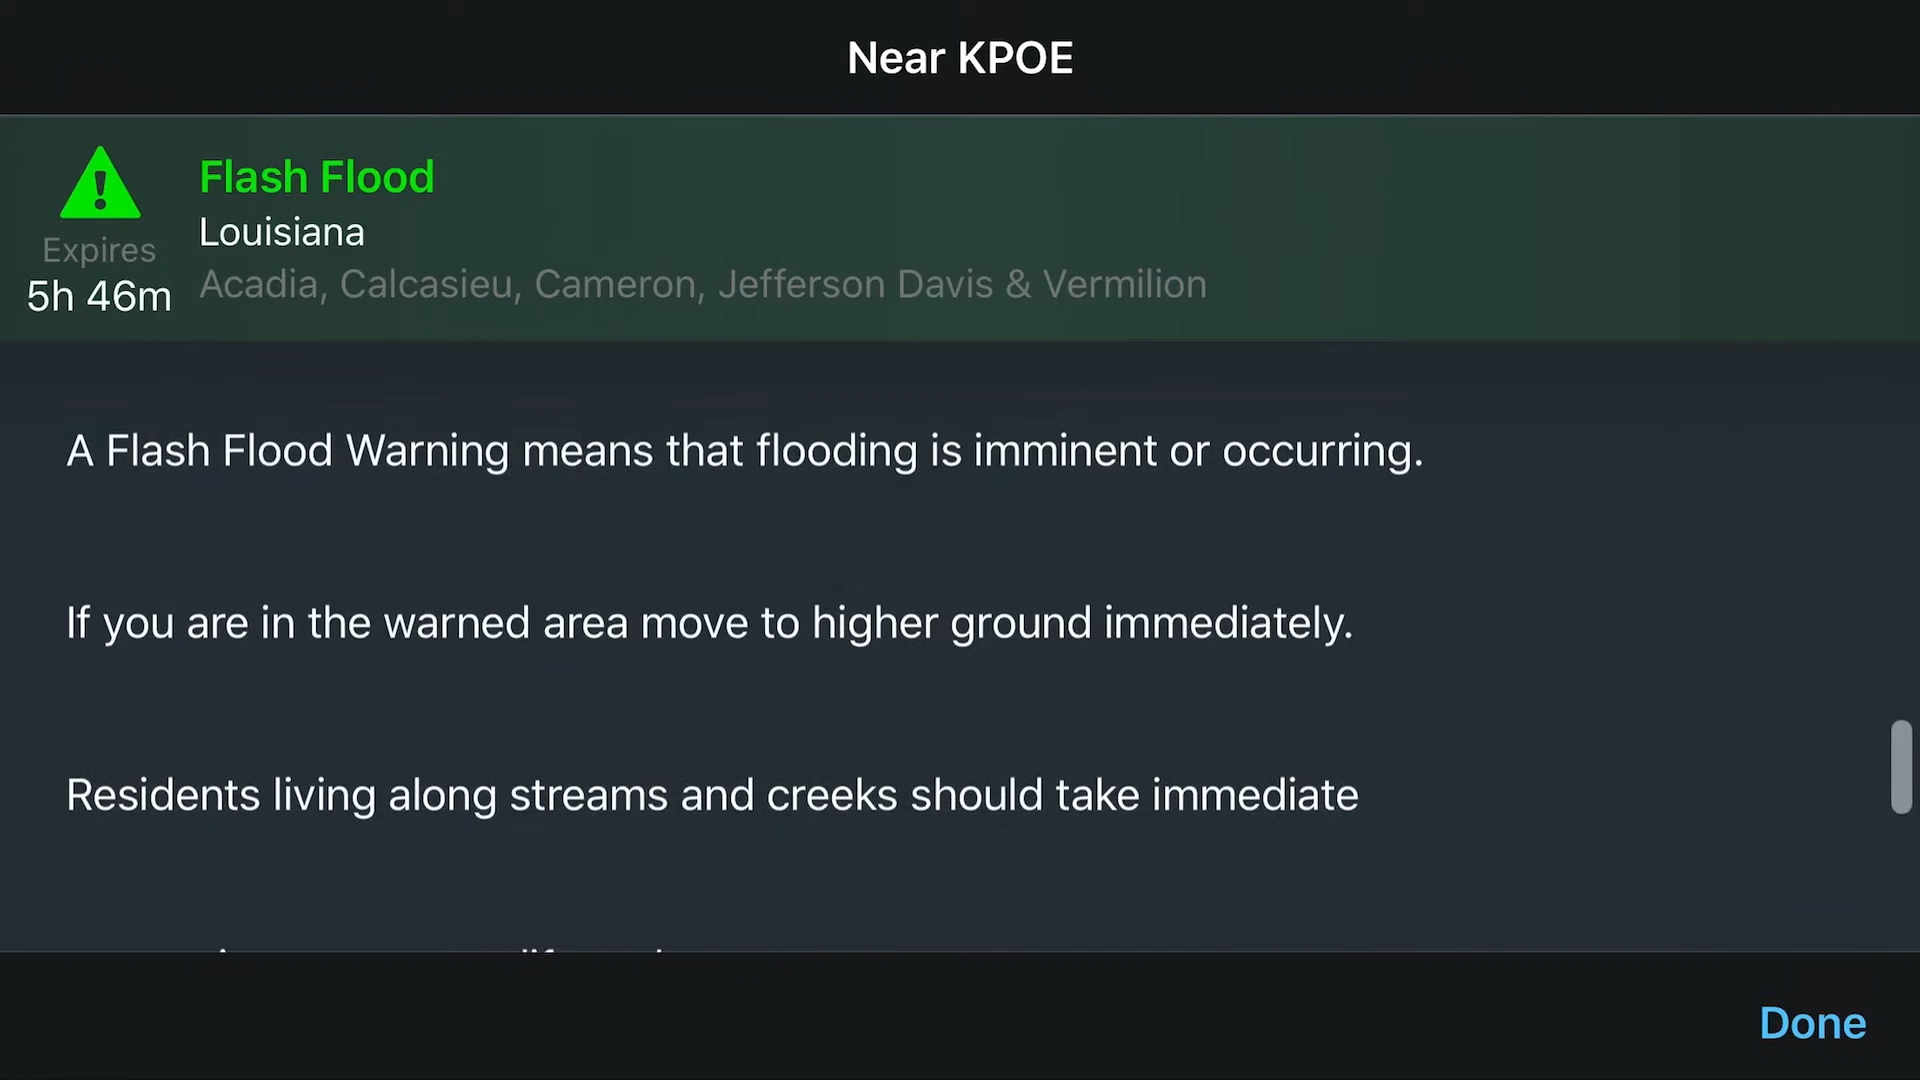 Near KPOE
Flash Flood
Louisiana
Expires
5h 46m
Acadia, Calcasieu, Cameron, Jefferson Davis & Vermilion
A Flash Flood Warning means that flooding is imminent or occurring.
If you are in the warned area move to higher ground immediately.
Residents living along streams and creeks should take immediate
Done